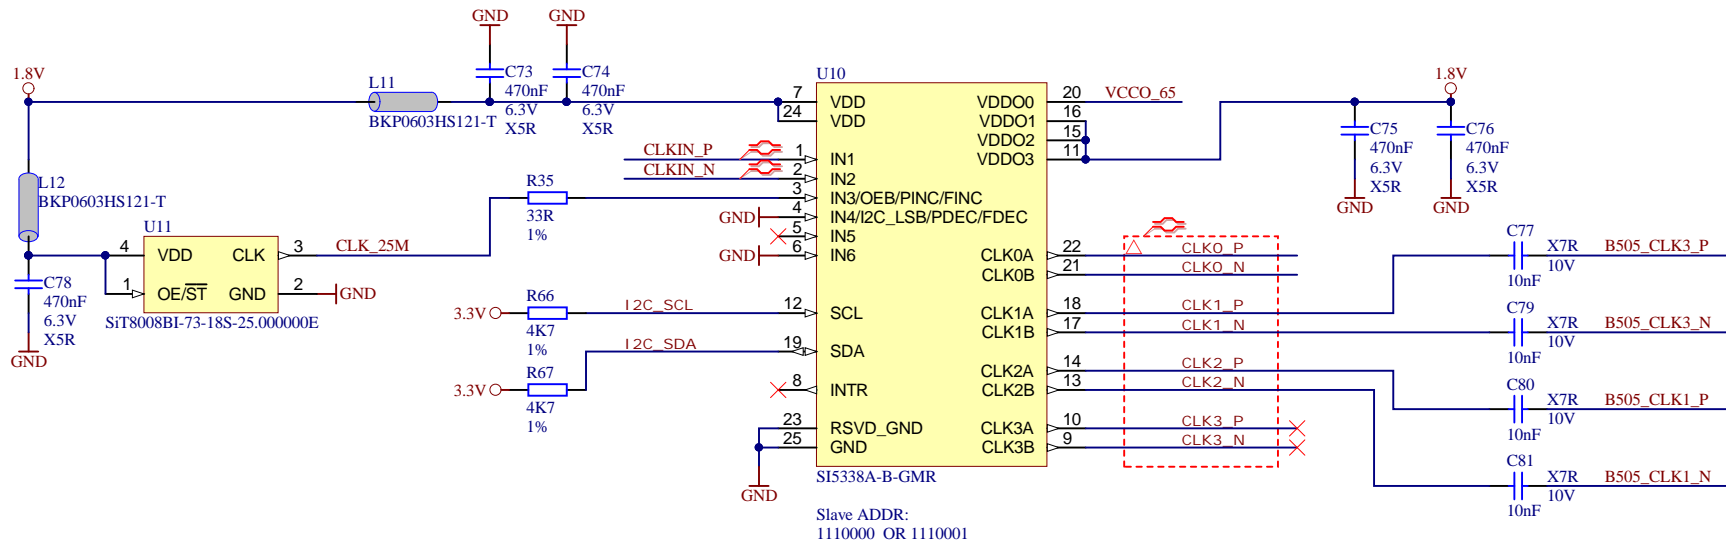 GND
GND
1.8V
L11
BKP0603HS121-T
C73
470nF
6.3V
X5R
C74
470nF
6.3V
X5R
U10
7 VDD
24 VDD
1 IN1
2 IN2
3 IN3/OEB/PINC/FINC
4 IN4/I2C_LSB/PDEC/FDEC
5 IN5
6 IN6
12 SCL
19 SDA
8 INTR
23 RSVD_GND
25 GND
VDDO0 20
VDDO1 16
VDDO2 15
VDDO3 11
CLK0A 22
CLK0B 21
CLK1A 18
CLK1B 17
CLK2A 14
CLK2B 13
CLK3A 10
CLK3B 9
SI5338A-B-GMR
Slave ADDR:
1110000 OR 1110001
CLKIN_P
CLKIN_N
R35
33R
1%
GND
GND
L12
BKP0603HS121-T
U11
4 VDD
1 OE/ST
CLK 3
GND 2
CLK_25M
GND
SiT8008BI-73-18S-25.000000E
C78
470nF
6.3V
X5R
GND
3.3V
R66
4K7
1%
I2C_SCL
3.3V
R67
4K7
1%
I2C_SDA
GND
VCCO_65
1.8V
C75
470nF
6.3V
X5R
GND
C76
470nF
6.3V
X5R
GND
CLK0_P
CLK0_N
CLK1_P
CLK1_N
CLK2_P
CLK2_N
CLK3_P
CLK3_N
C77
10nF
X7R
10V
B505_CLK3_P
C79
10nF
X7R
10V
B505_CLK3_N
C80
10nF
X7R
10V
B505_CLK1_P
C81
10nF
X7R
10V
B505_CLK1_N